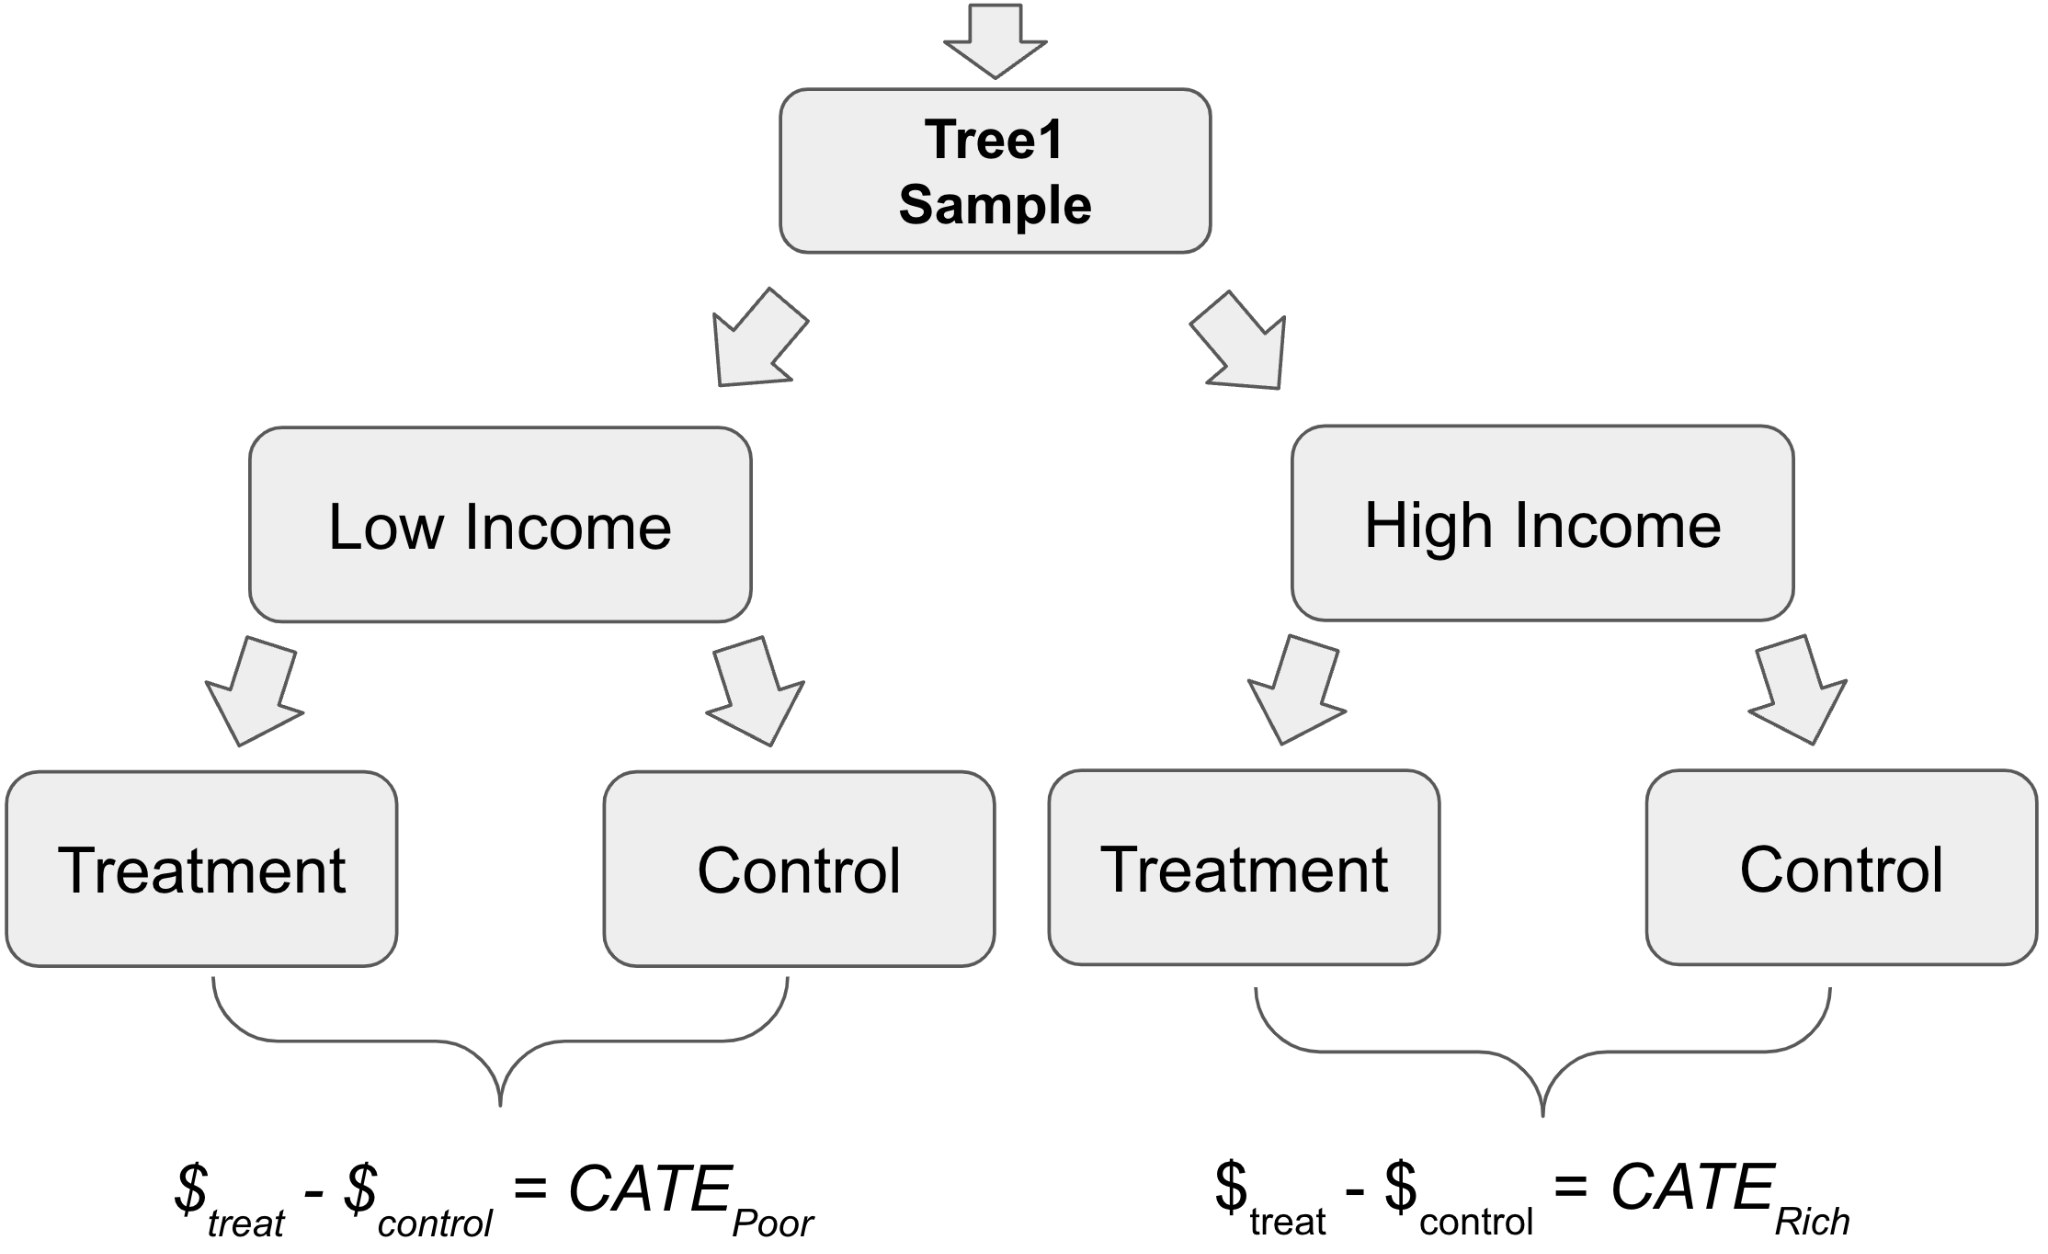 Tree1
Sample
Low Income
High Income
Treatment
Control
Treatment
Control
$treat - $control = CATEPoor
$treat - $control = CATERich